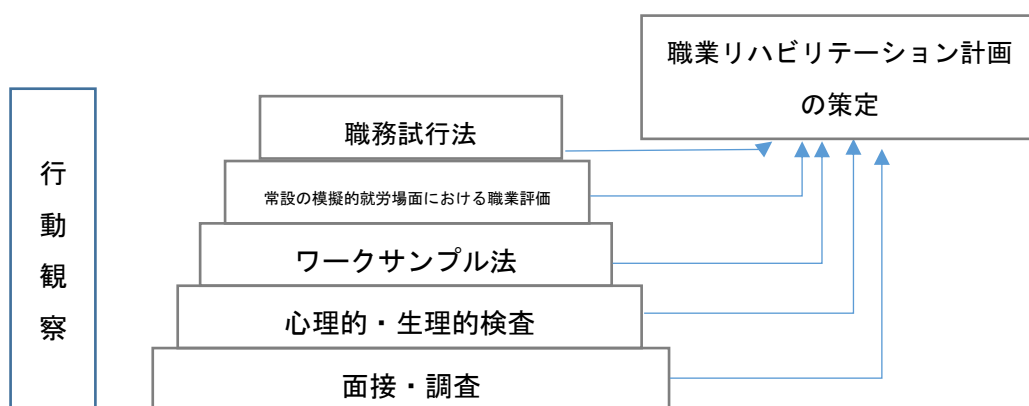 職業リハビリテーション計画
の策定
行
動
観
察
職務試行法
常設の模擬的就労場面における職業評価
ワークサンプル法
心理的・生理的検査
面接・調査